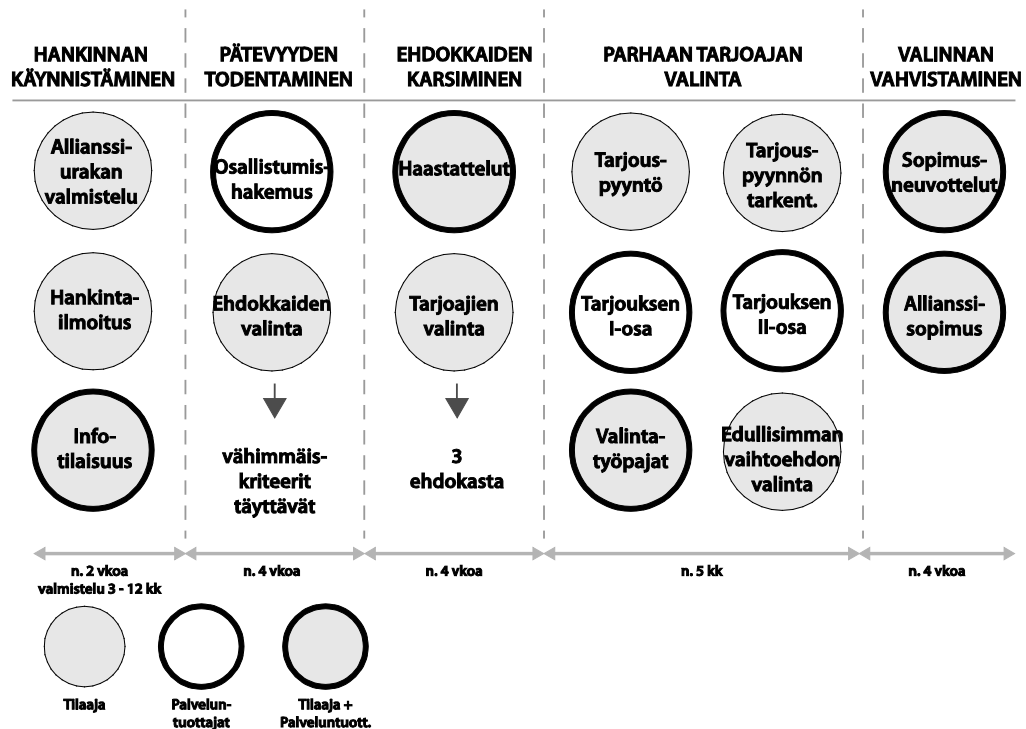 HANKINNAN
KÄYNNISTÄMINEN
PÄTEVYYDEN
TODENTAMINEN
EHDOKKAIDEN
KARSIMINEN
PARHAAN TARJOAJAN
VALINTA
VALINNAN
VAHVISTAMINEN
Allianssi-
urakan
valmistelu
Osallistumis-
hakemus
Haastattelut
Tarjous-
pyyntö
Tarjous-
pyynnön
tarkent.
Sopimus-
neuvottelut
Hankinta-
ilmoitus
Ehdokkaiden
valinta
Tarjoajien
valinta
Tarjouksen
I-osa
Tarjouksen
II-osa
Allianssi-
sopimus
Info-
tilaisuus
vähimmäis-
kriteerit
täyttävät
3
ehdokasta
Valinta-
työpajat
Edullisimman
vaihtoehdon
valinta
n. 2 vkoa
valmistelu 3 - 12 kk
n. 4 vkoa
n. 4 vkoa
n. 5 kk
n. 4 vkoa
Tilaaja
Palvelun-
tuottajat
Tilaaja +
Palveluntuott.